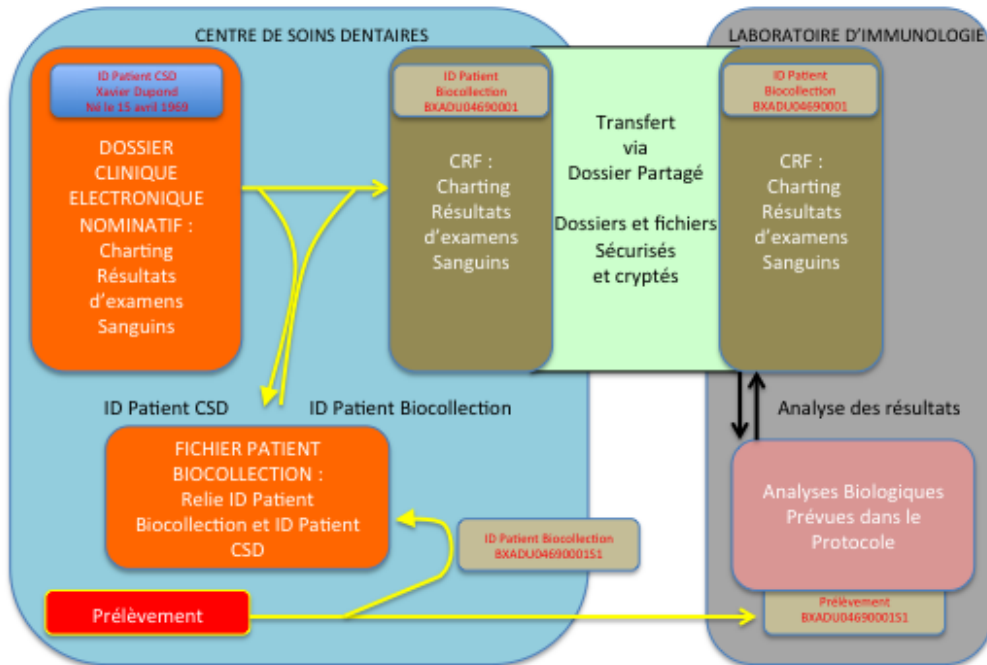 CENTRE DE SOINS DENTAIRES
LABORATOIRE D'IMMUNOLOGIE
ID Patient CSD
Xavier Dupond
Né le 15 avril 1969
DOSSIER
CLINIQUE
ELECTRONIQUE
NOMINATIF :
Charting
Résultats
d'examens
Sanguins
ID Patient
Biocollection
BXADU04690001
CRF :
Charting
Résultats
d'examens
Sanguins
Transfert
via
Dossier Partagé
Dossiers et fichiers
Sécurisés
et cryptés
ID Patient
Biocollection
BXADU04690001
CRF :
Charting
Résultats
d'examens
Sanguins
ID Patient CSD
ID Patient Biocollection
FICHIER PATIENT
BIOCOLLECTION :
Relie ID Patient
Biocollection et ID Patient
CSD
ID Patient Biocollection
BXADU04690001S1
Analyse des résultats
Analyses Biologiques
Prévues dans le
Protocole
Prélèvement
Prélèvement
BXADU04690001S1